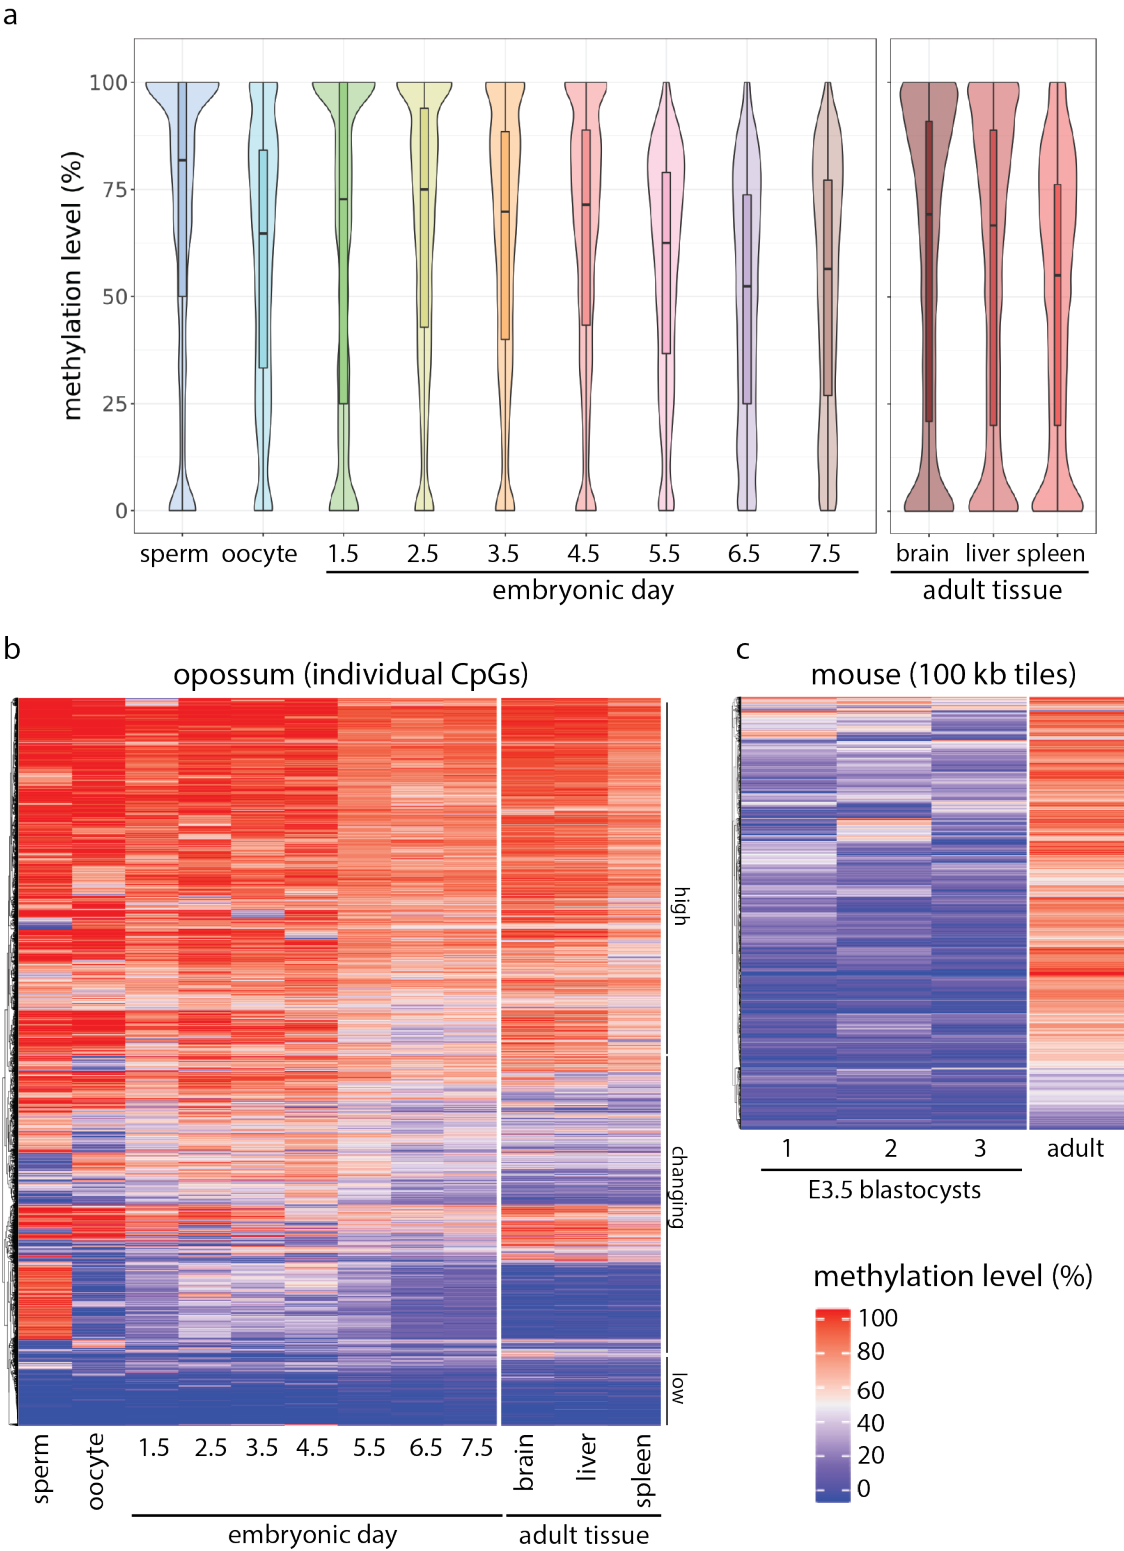 a
methylation level (%)
100
75
50
25
0
sperm oocyte 1.5 2.5 3.5 4.5 5.5 6.5 7.5 brain liver spleen
embryonic day adult tissue
b
opossum (individual CpGs)
high
changing
low
sperm oocyte 1.5 2.5 3.5 4.5 5.5 6.5 7.5 brain liver spleen
embryonic day adult tissue
c
mouse (100 kb tiles)
1 2 3 adult
E3.5 blastocysts
methylation level (%)
100
80
60
40
20
0